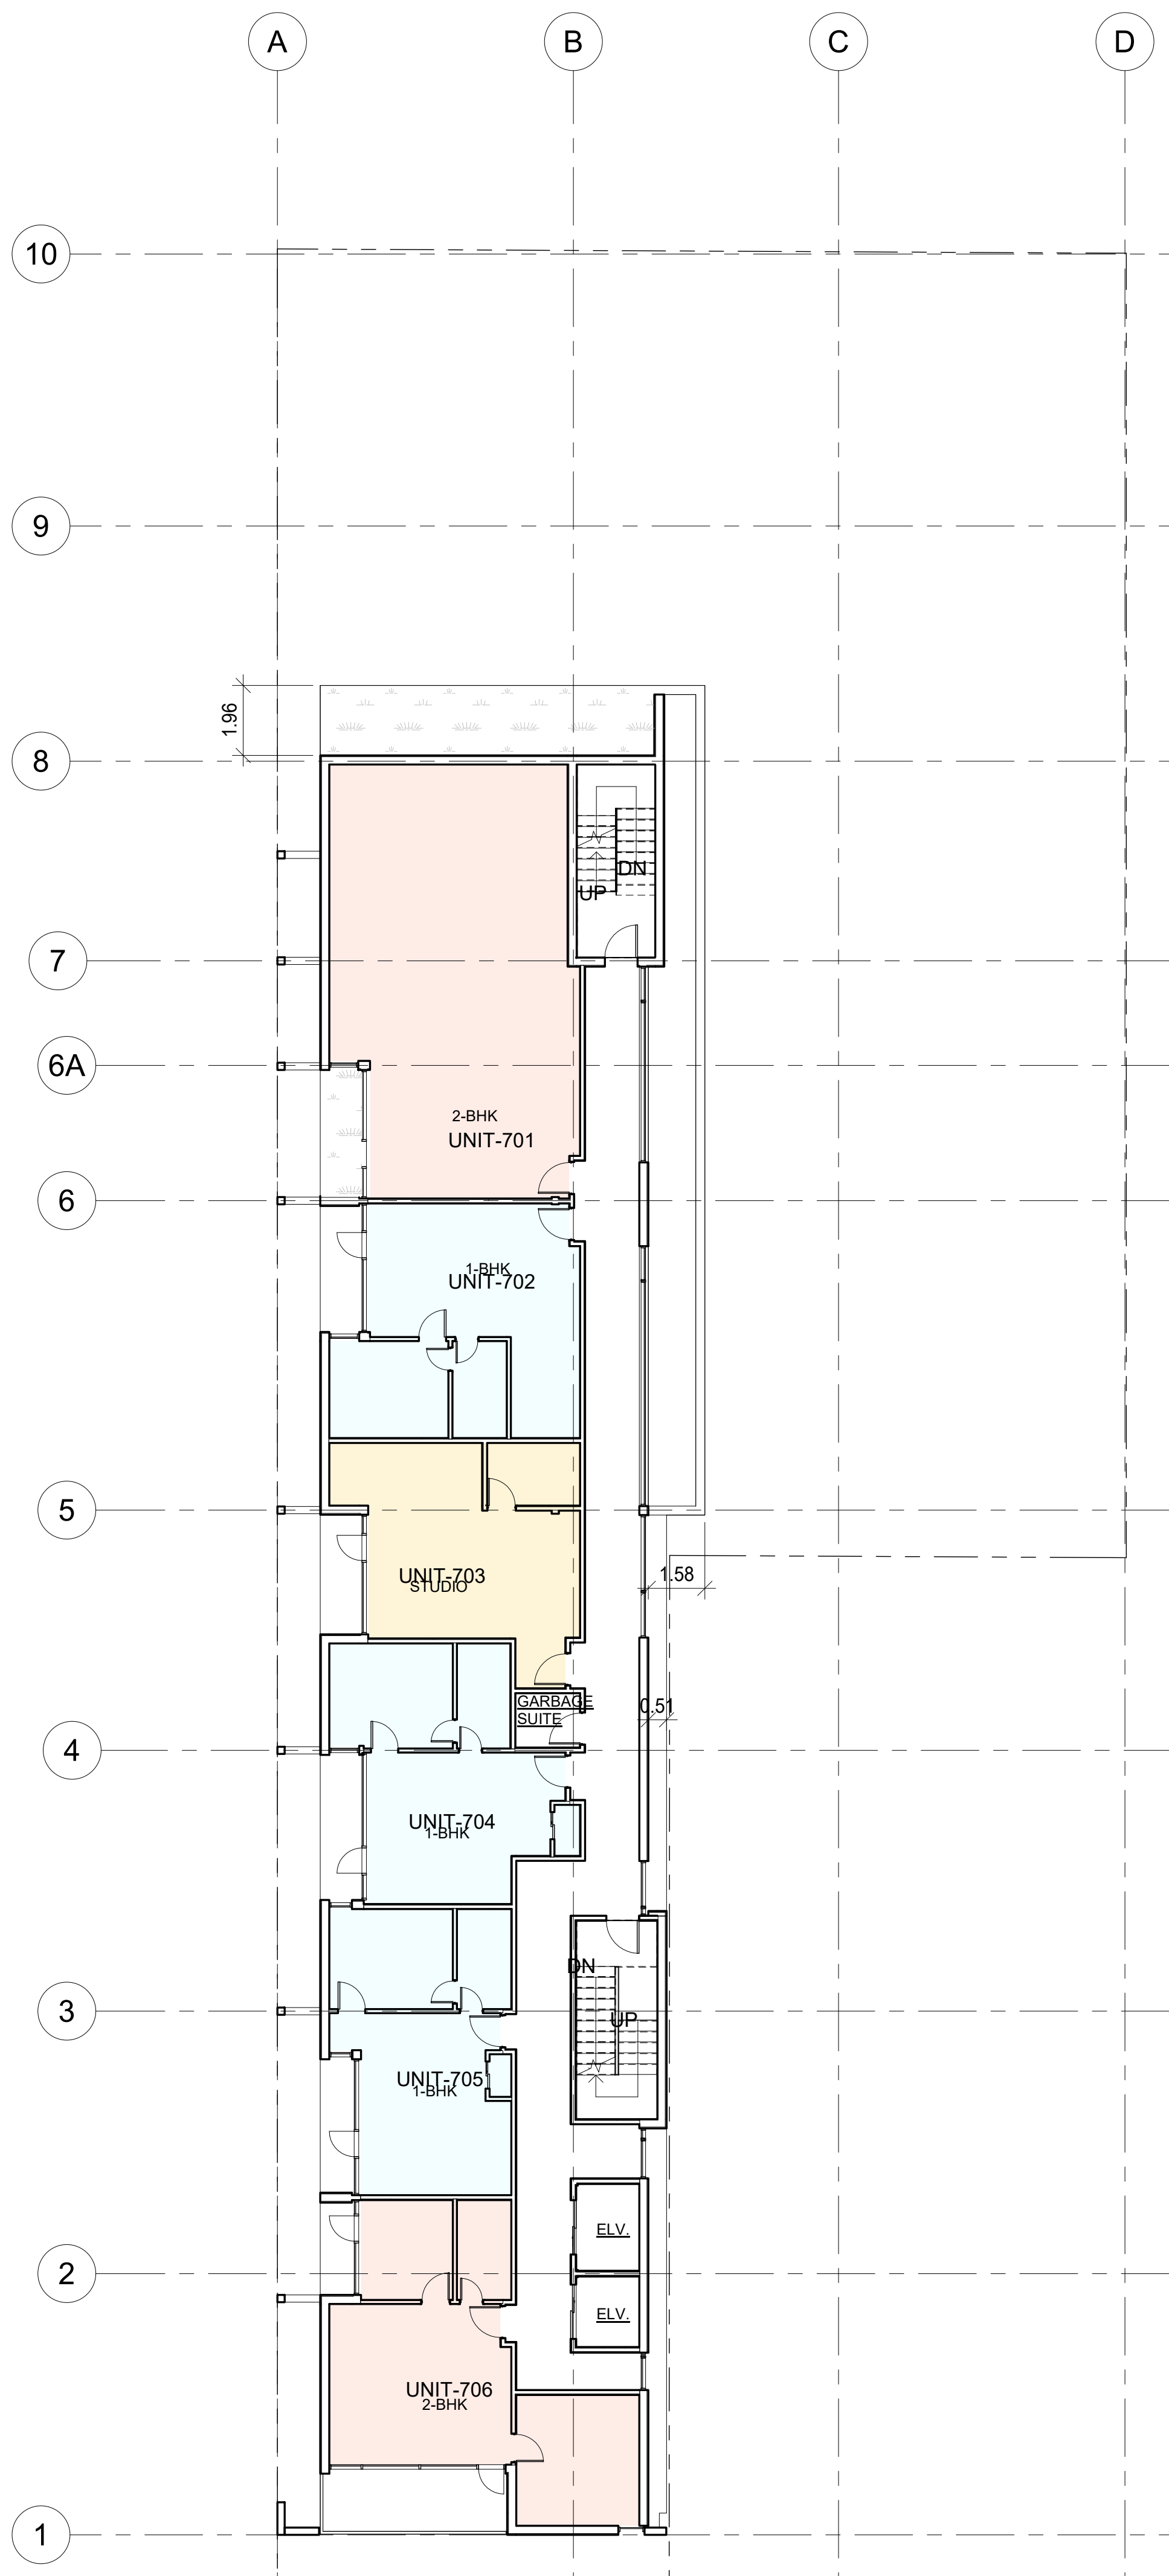 A
B
C
D
10
9
1.96
8
DN
UP
7
6A
2-BHK
UNIT-701
6
1-BHK
UNIT-702
5
1.58
UNIT-703
STUDIO
GARBAGE
SUITE
0.51
4
UNIT-704
1-BHK
DN
3
UP
UNIT-705
1-BHK
ELV.
2
ELV.
UNIT-706
2-BHK
1